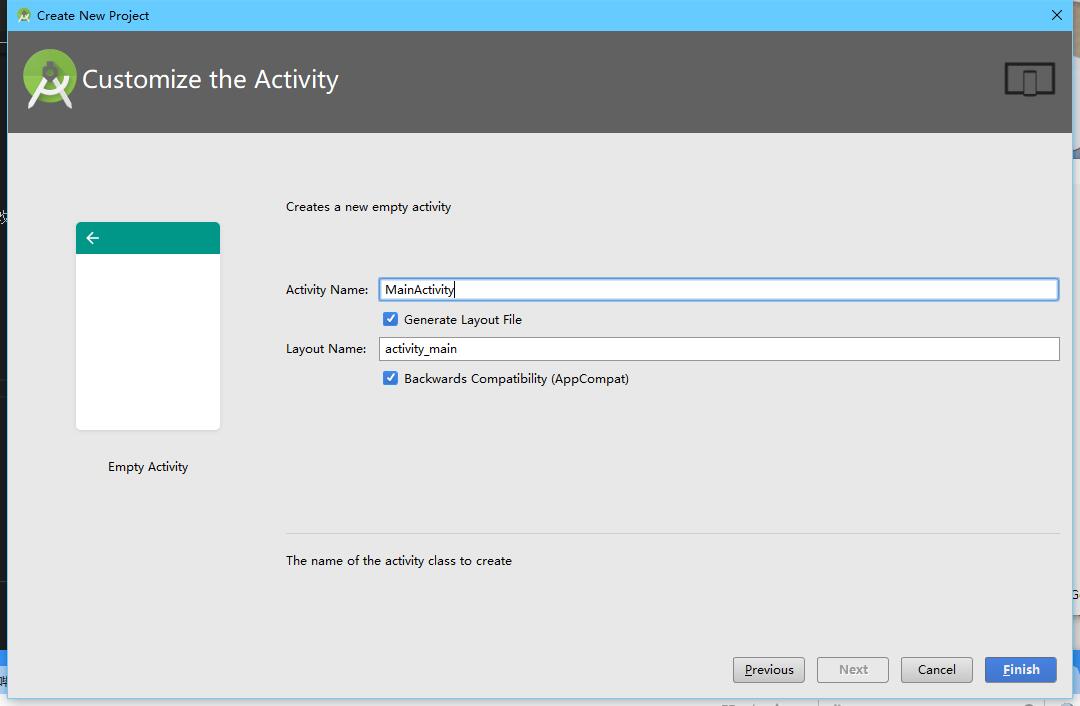 Create New Project
Customize the Activity
Creates a new empty activity
Activity Name: MainActivity
Generate Layout File
Layout Name: activity_main
Backwards Compatibility (AppCompat)
Empty Activity
The name of the activity class to create
Previous Next Cancel Finish